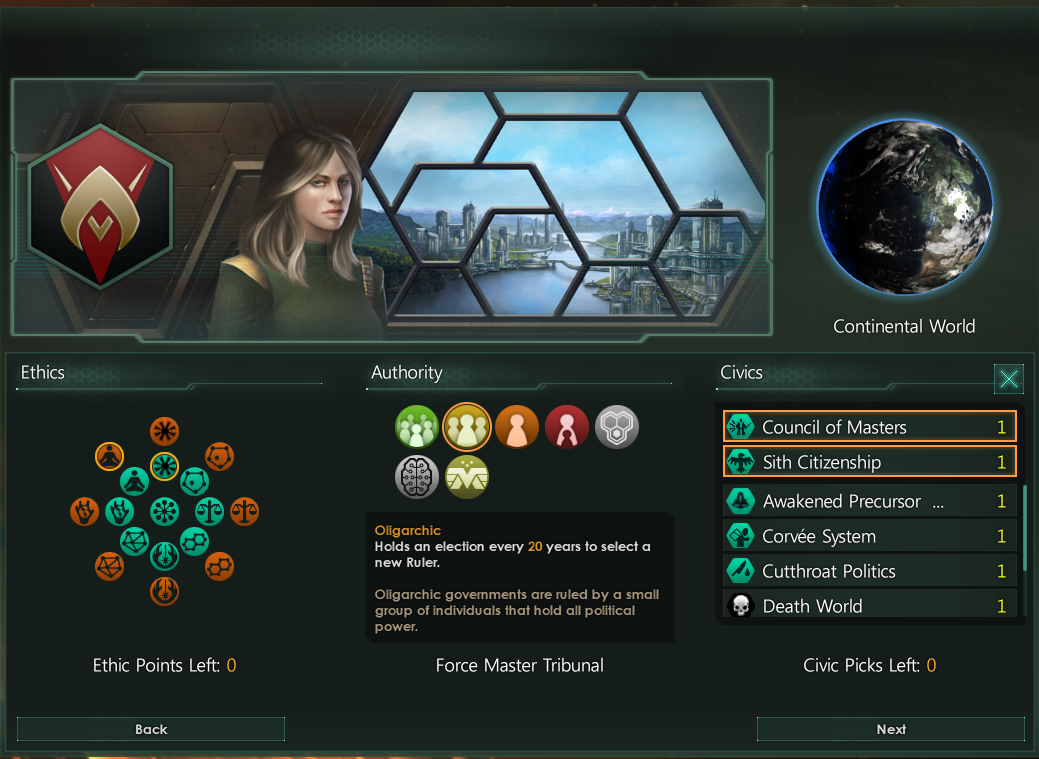 Continental World
Ethics
Authority
Civics
Council of Masters 1
Sith Citizenship 1
Awakened Precursor ... 1
Corvée System 1
Cutthroat Politics 1
Death World 1
Oligarchic
Holds an election every 20 years to select a
new Ruler.
Oligarchic governments are ruled by a small
group of individuals that hold all political
power.
Ethic Points Left: 0
Force Master Tribunal
Civic Picks Left: 0
Back
Next